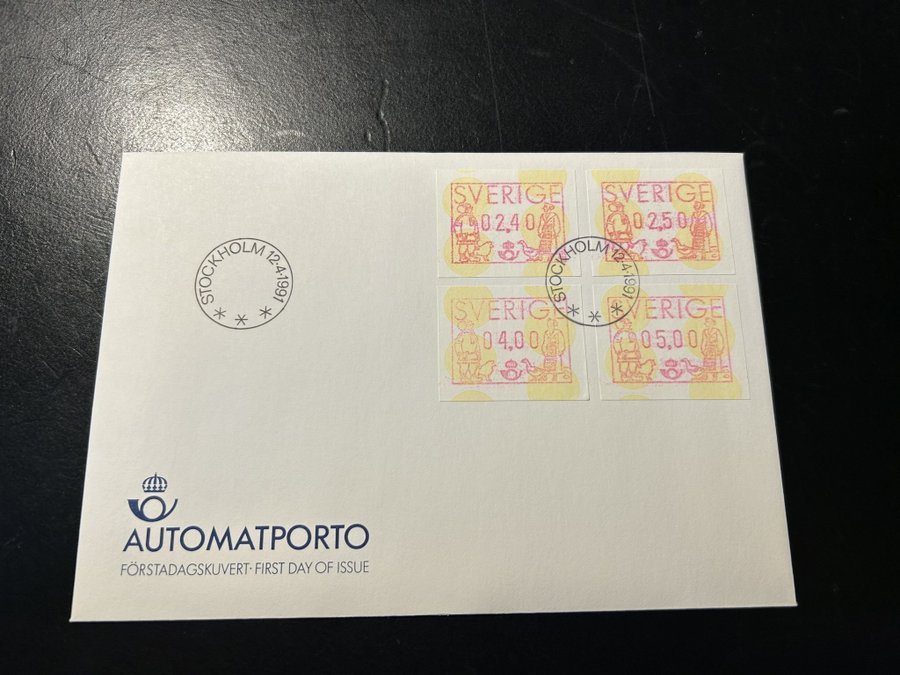 SVERIGE
02,40
SVERIGE
02,50
STOCKHOLM 12·4·1991
STOCKHOLM 12·4·1991
SVERIGE
04,00
SVERIGE
05,00
AUTOMATPORTO
FÖRSTADAGSKUVERT · FIRST DAY OF ISSUE